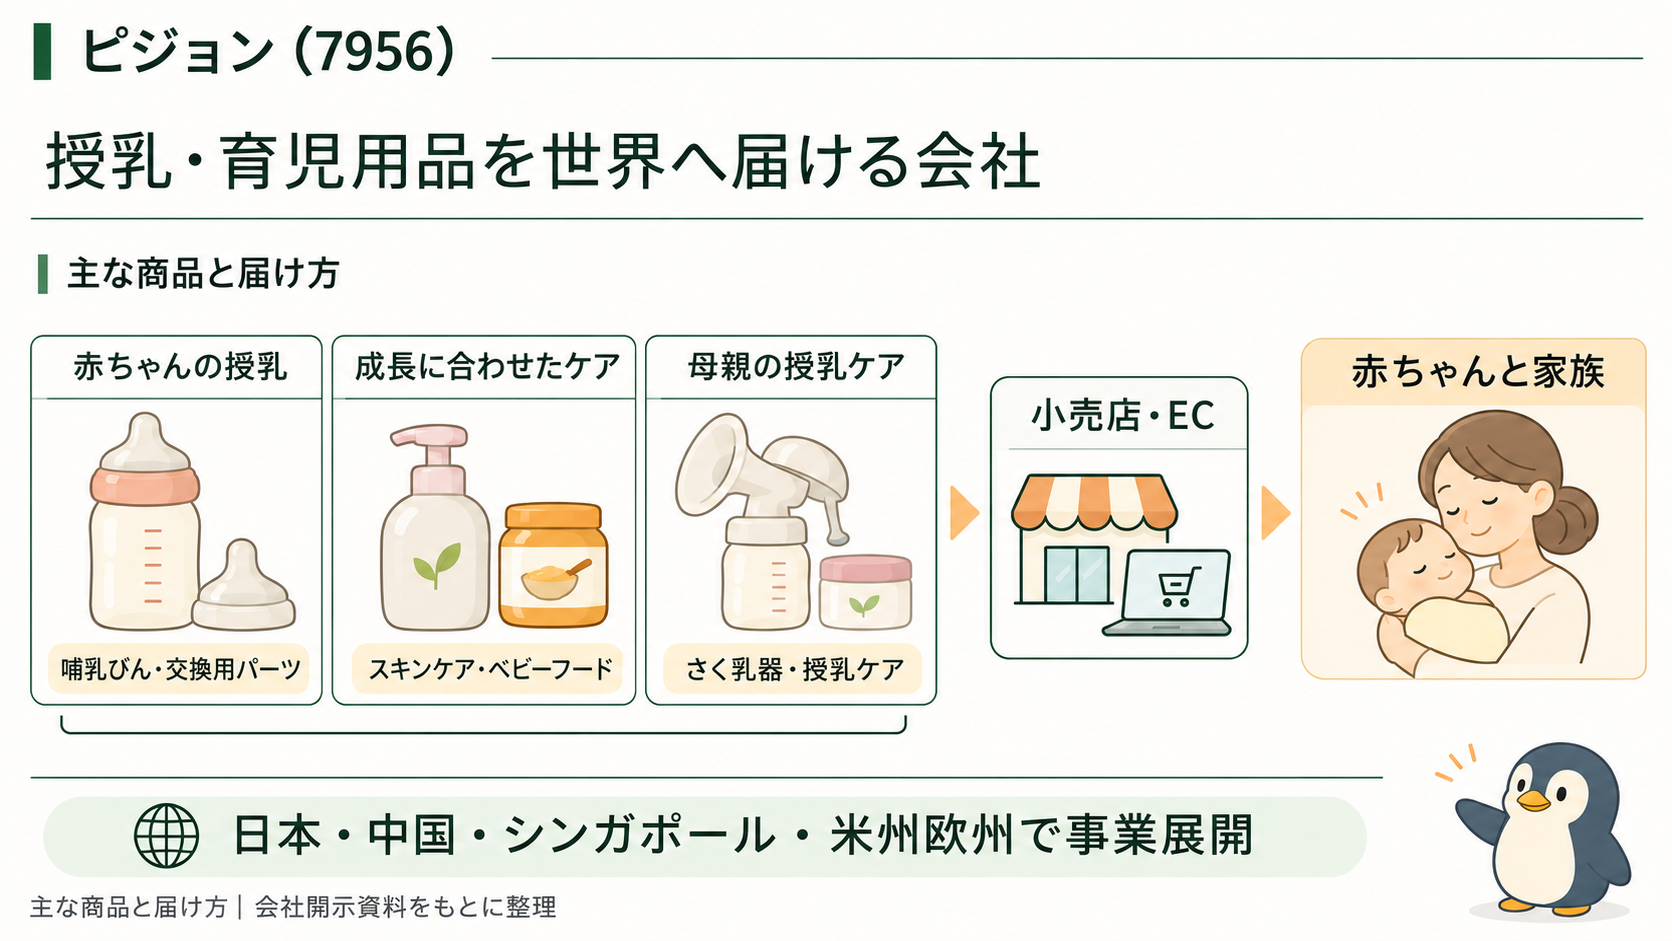 ピジョン（7956）
授乳・育児用品を世界へ届ける会社
主な商品と届け方
赤ちゃんの授乳
哺乳びん・交換用パーツ
成長に合わせたケア
スキンケア・ベビーフード
母親の授乳ケア
さく乳器・授乳ケア
小売店・EC
赤ちゃんと家族
日本・中国・シンガポール・米州欧州で事業展開
主な商品と届け方｜会社開示資料をもとに整理